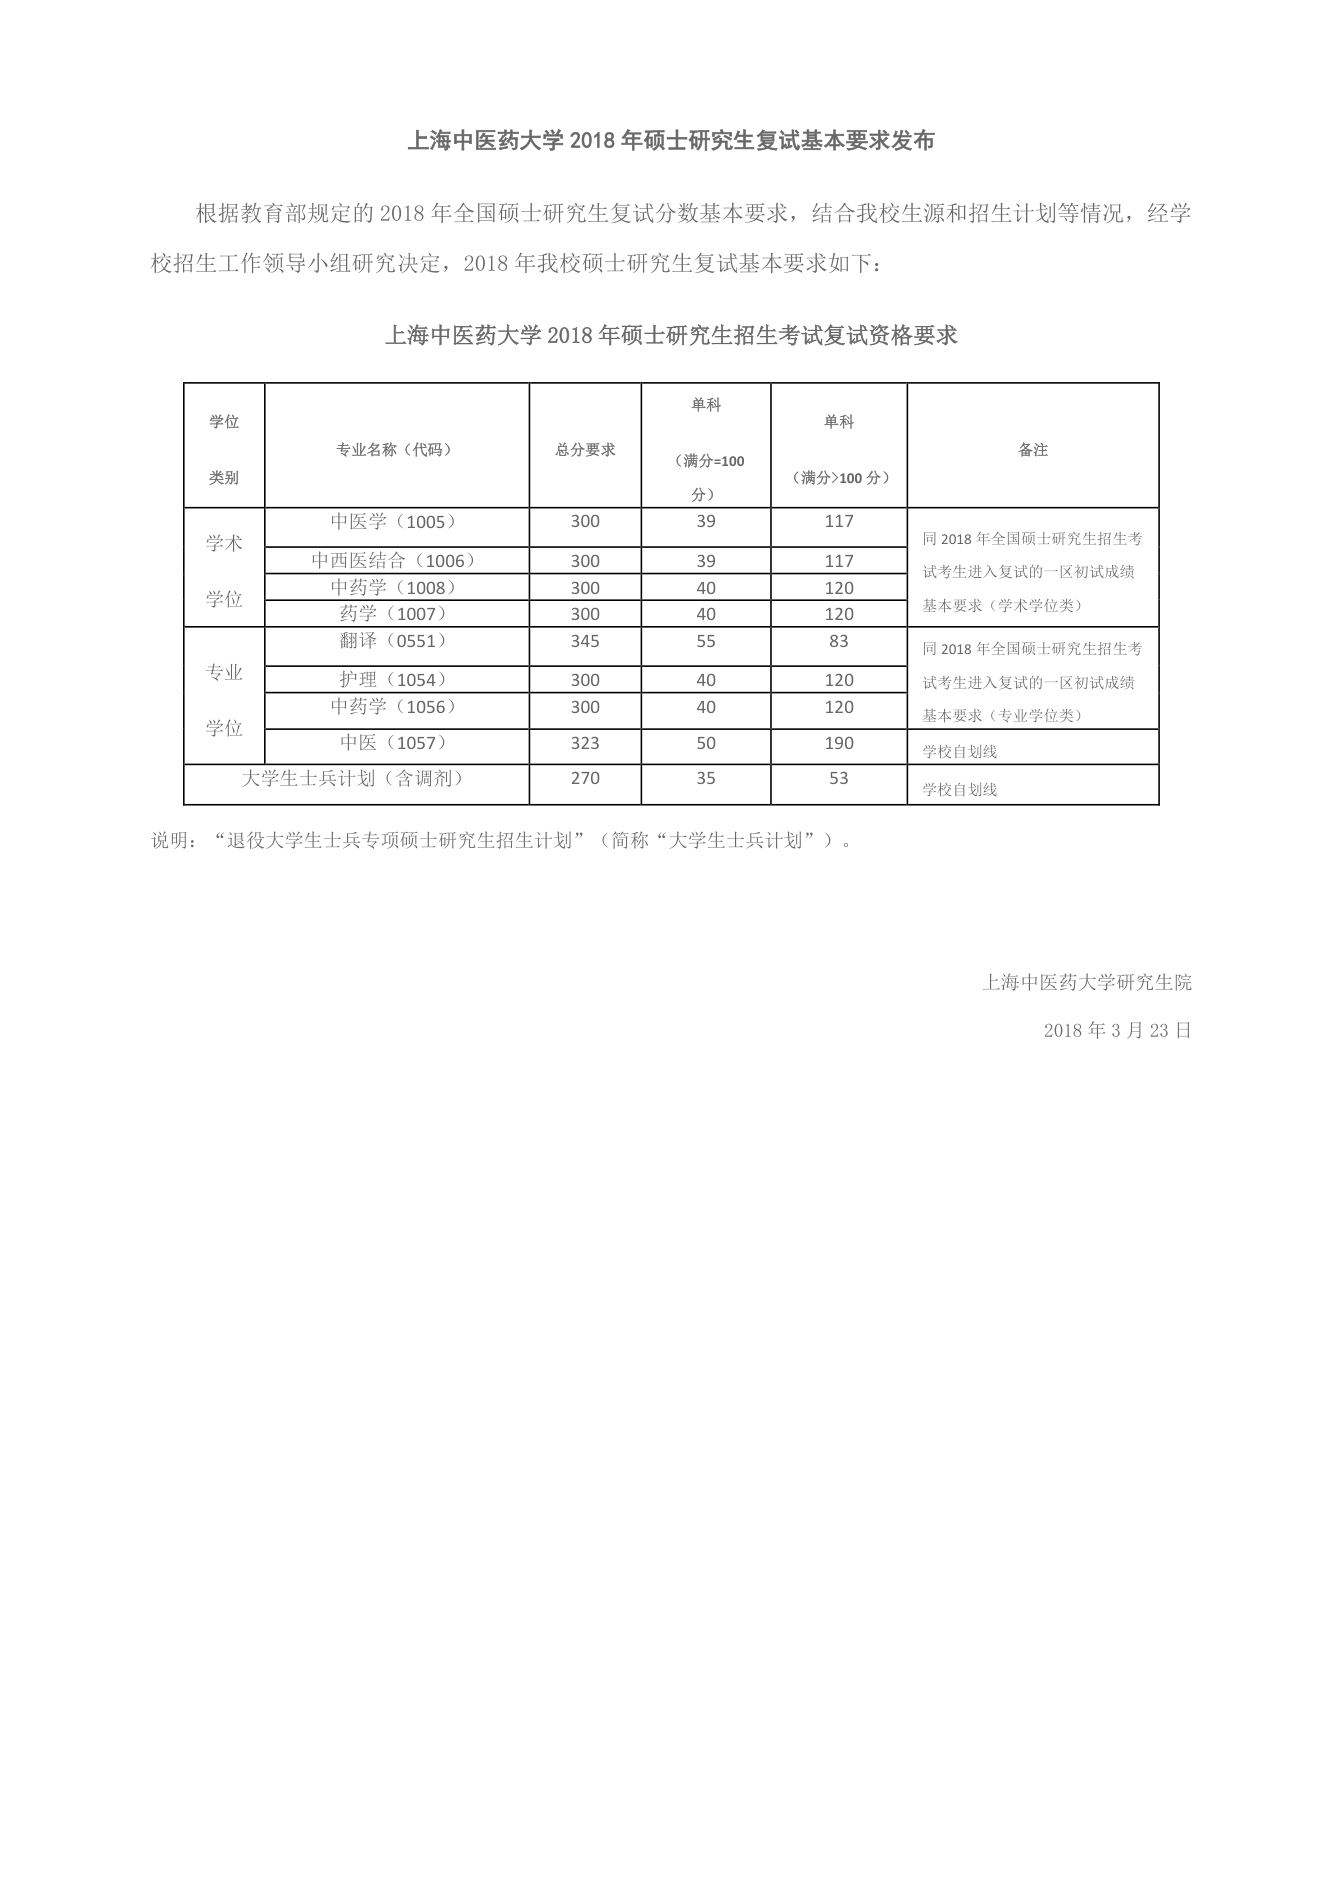 上海中医药大学 2018 年硕士研究生复试基本要求发布
根据教育部规定的 2018 年全国硕士研究生复试分数基本要求，结合我校生源和招生计划等情况，经学
校招生工作领导小组研究决定，2018 年我校硕士研究生复试基本要求如下：
上海中医药大学 2018 年硕士研究生招生考试复试资格要求
学位
类别
专业名称（代码）
总分要求
单科
（满分=100
分）
单科
（满分>100 分）
备注
学术
学位
中医学（1005） 300 39 117
中西医结合（1006） 300 39 117
中药学（1008） 300 40 120
药学（1007） 300 40 120
同 2018 年全国硕士研究生招生考
试考生进入复试的一区初试成绩
基本要求（学术学位类）
专业
学位
翻译（0551） 345 55 83
护理（1054） 300 40 120
中药学（1056） 300 40 120
同 2018 年全国硕士研究生招生考
试考生进入复试的一区初试成绩
基本要求（专业学位类）
中医（1057） 323 50 190 学校自划线
大学生士兵计划（含调剂） 270 35 53 学校自划线
说明：“退役大学生士兵专项硕士研究生招生计划”（简称“大学生士兵计划”）。
上海中医药大学研究生院
2018 年 3 月 23 日